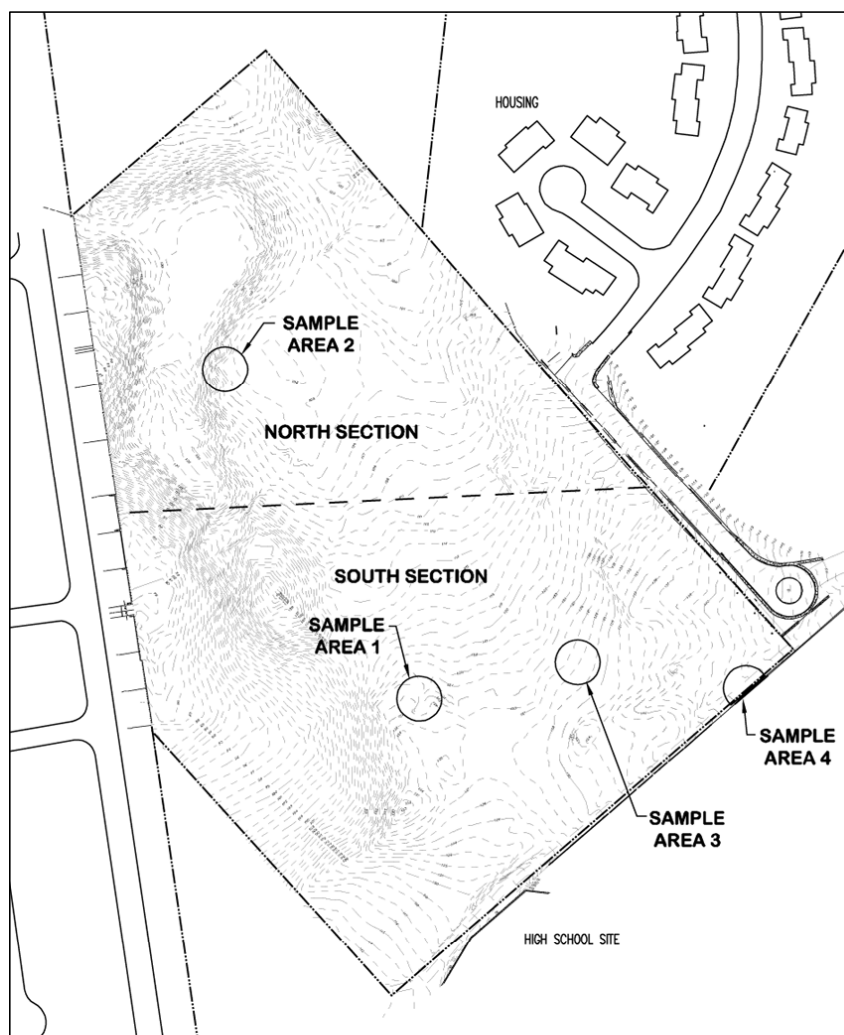 HOUSING
SAMPLE
AREA 2
NORTH SECTION
SOUTH SECTION
SAMPLE
AREA 1
SAMPLE
AREA 4
SAMPLE
AREA 3
HIGH SCHOOL SITE